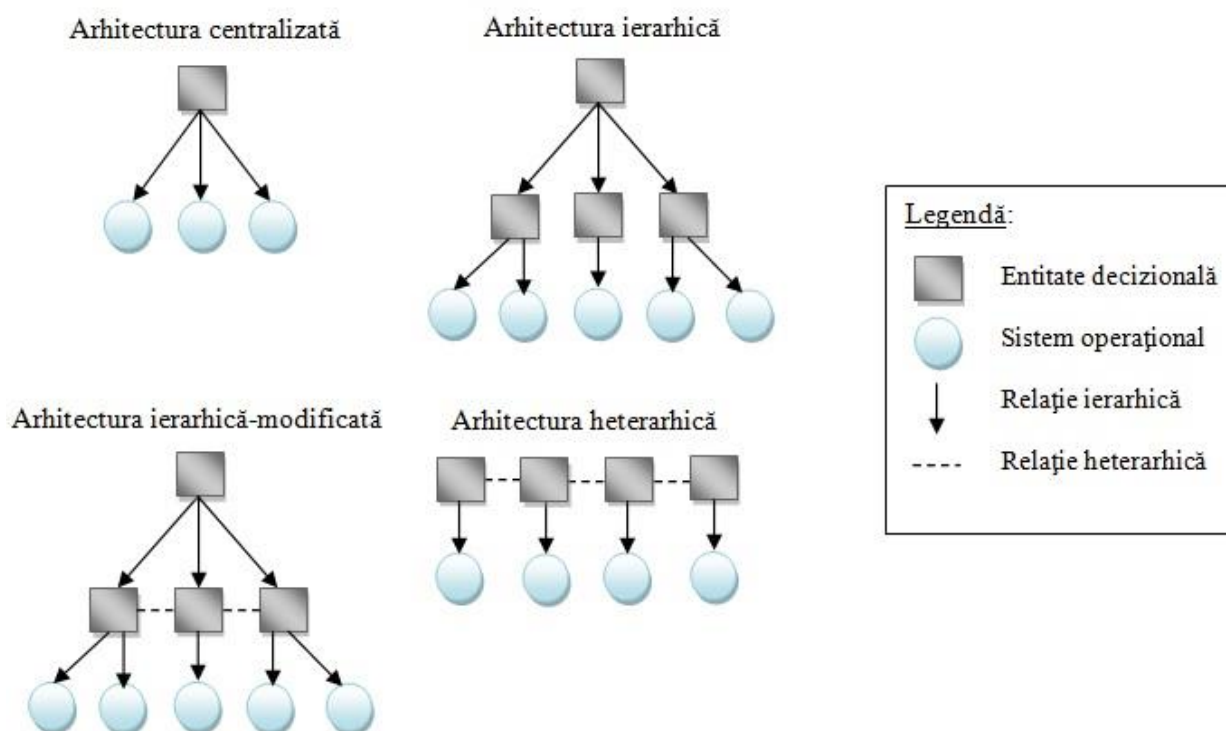 Arhitectura centralizată
Arhitectura ierarhică
Legendă:
Entitate decizională
Sistem operaţional
Relaţie ierarhică
Relaţie heterarhică
Arhitectura ierarhică-modificată
Arhitectura heterarhică